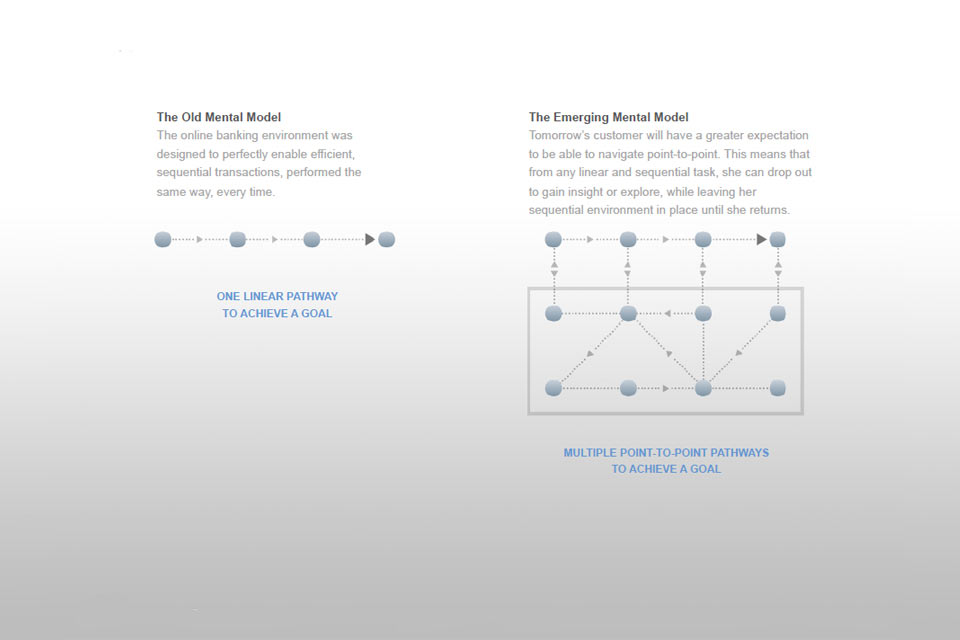 The Old Mental Model
The online banking environment was
designed to perfectly enable efficient,
sequential transactions, performed the
same way, every time.
ONE LINEAR PATHWAY
TO ACHIEVE A GOAL
The Emerging Mental Model
Tomorrow's customer will have a greater expectation
to be able to navigate point-to-point. This means that
from any linear and sequential task, she can drop out
to gain insight or explore, while leaving her
sequential environment in place until she returns.
MULTIPLE POINT-TO-POINT PATHWAYS
TO ACHIEVE A GOAL